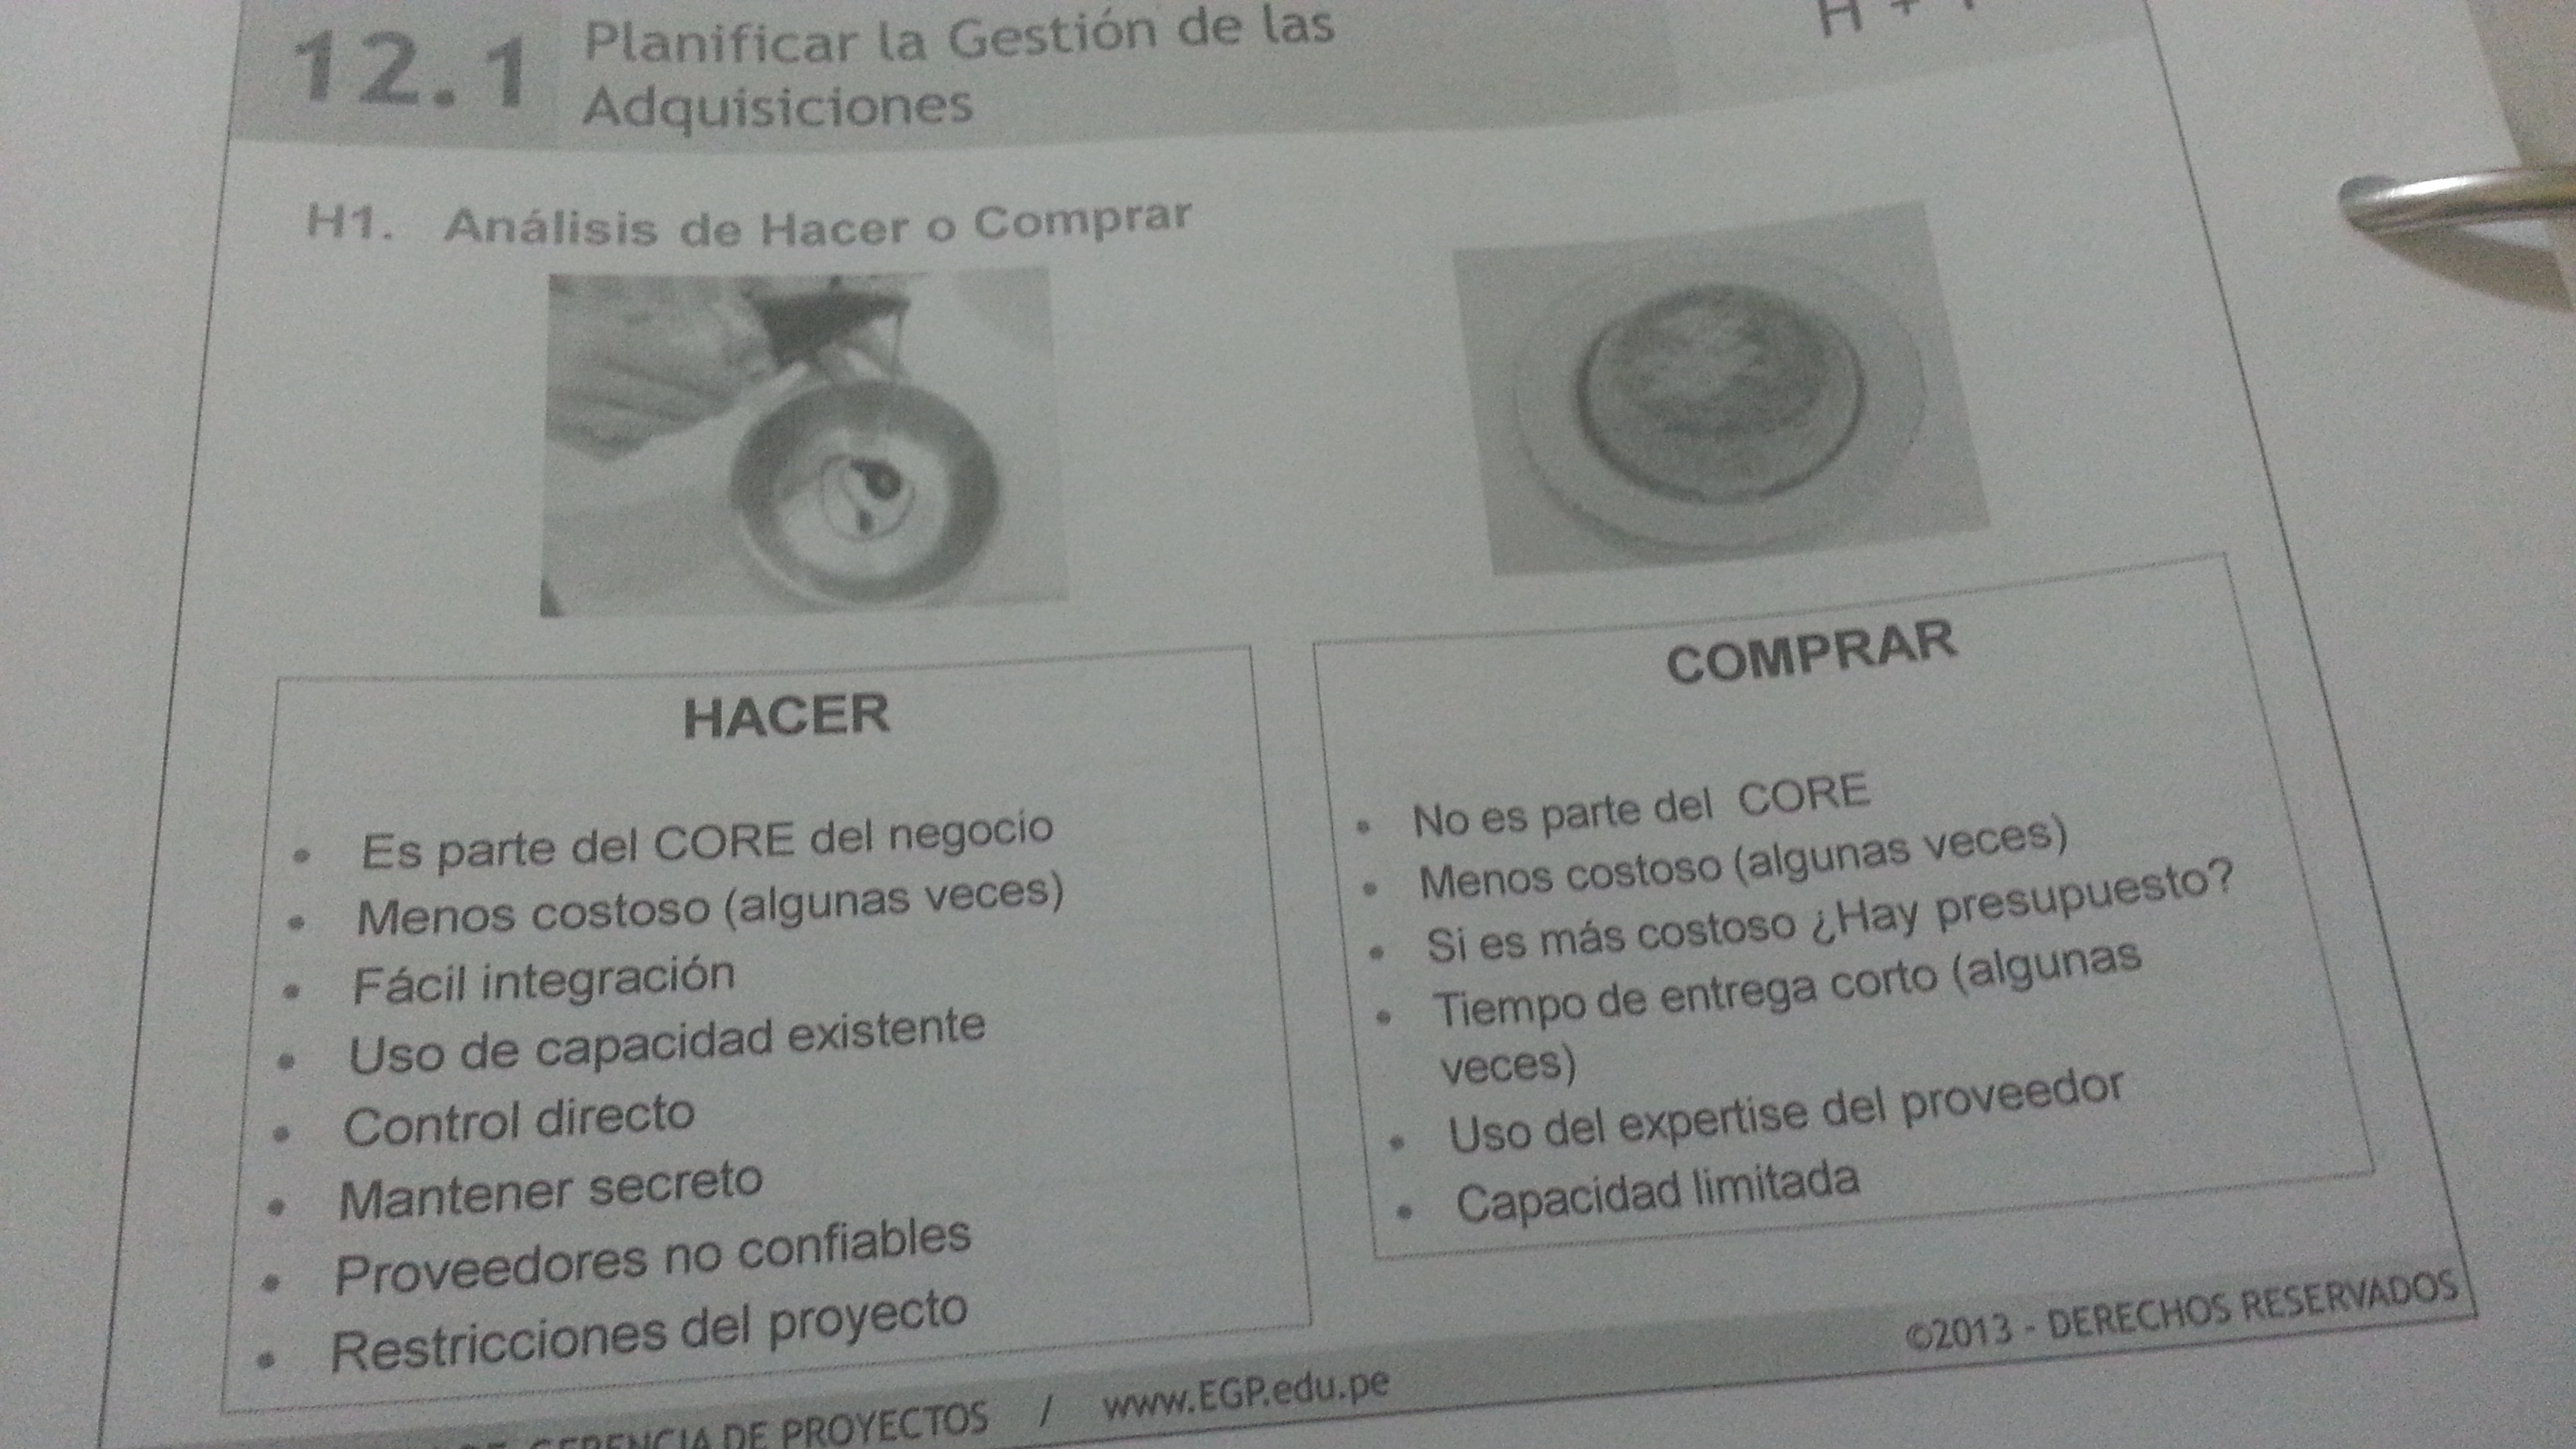 12.1
Planificar la Gestión de las
Adquisiciones
H +
H1. Análisis de Hacer o Comprar
HACER
• Es parte del CORE del negocio
• Menos costoso (algunas veces)
• Fácil integración
• Uso de capacidad existente
• Control directo
• Mantener secreto
• Proveedores no confiables
• Restricciones del proyecto
COMPRAR
• No es parte del CORE
• Menos costoso (algunas veces)
• Si es más costoso ¿Hay presupuesto?
• Tiempo de entrega corto (algunas
veces)
• Uso del expertise del proveedor
• Capacidad limitada
GERENCIA DE PROYECTOS / www.EGP.edu.pe
©2013 - DERECHOS RESERVADOS